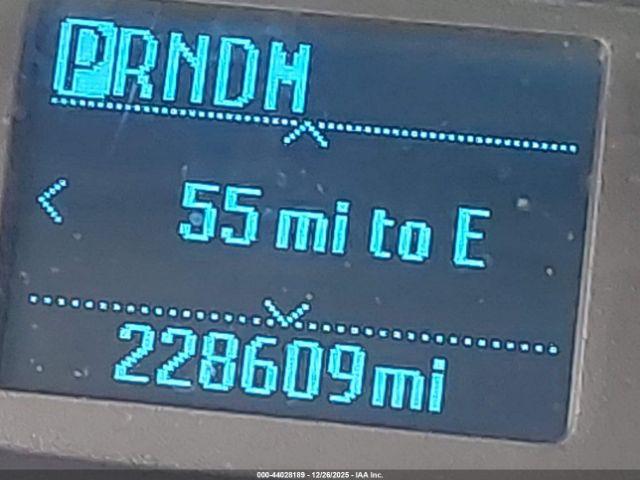 PRNDM
55 mi to E
228609mi
000-44028189 - 12/26/2025 - IAA Inc.